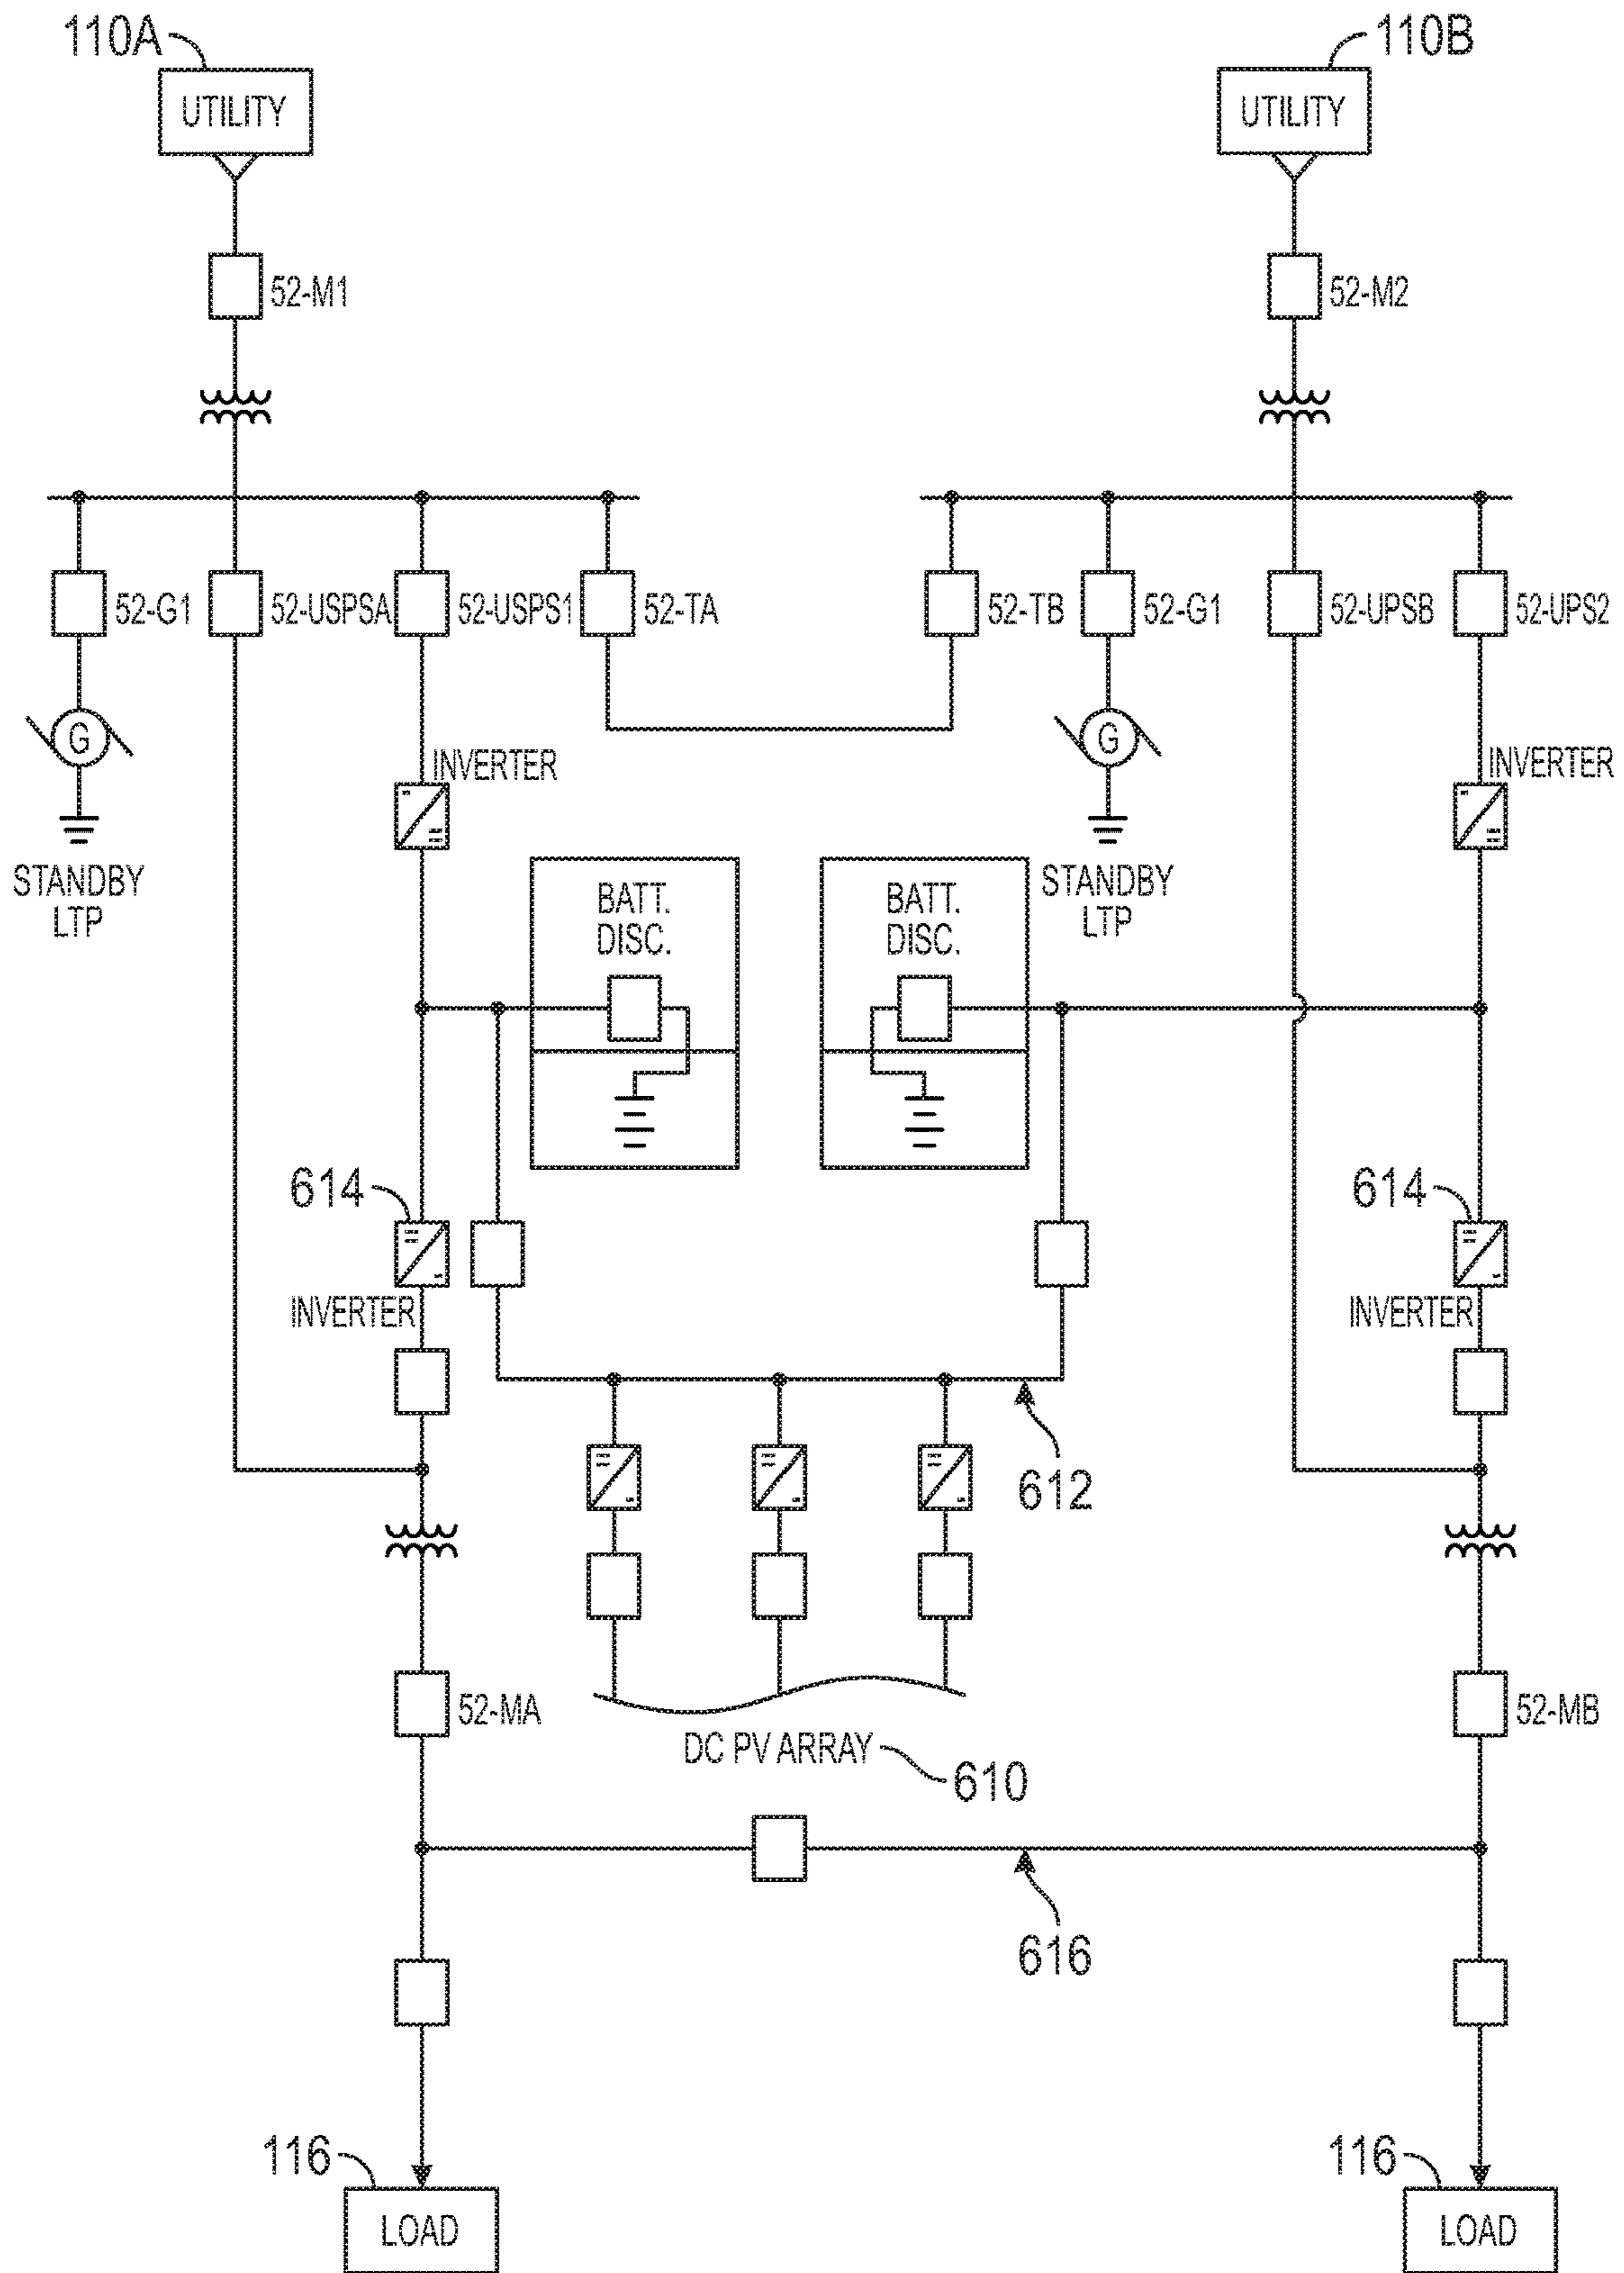 110A
110B
UTILITY
UTILITY
52-M1
52-M2
52-G1
52-USPSA
52-USPS1
52-TA
52-TB
52-G1
52-UPSB
52-UPS2
G
G
INVERTER
INVERTER
STANDBY
LTP
STANDBY
LTP
BATT.
DISC.
BATT.
DISC.
614
614
INVERTER
INVERTER
612
52-MA
52-MB
DC PV ARRAY
610
616
116
116
LOAD
LOAD